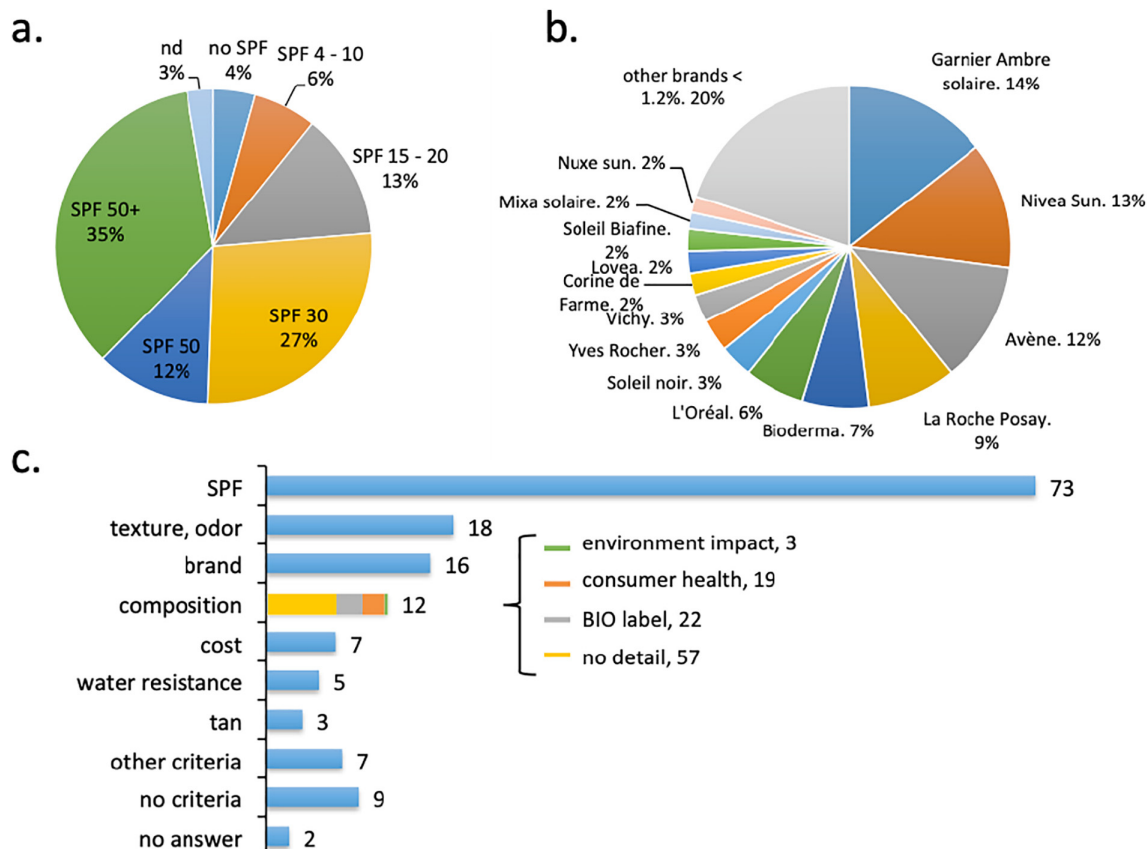 a.
nd
3%
no SPF
4%
SPF 4 - 10
6%
SPF 15 - 20
13%
SPF 30
27%
SPF 50
12%
SPF 50+
35%
b.
Garnier Ambre
solaire. 14%
Nivea Sun. 13%
Avène. 12%
La Roche Posay.
9%
Bioderma. 7%
L'Oréal. 6%
Soleil noir. 3%
Yves Rocher. 3%
Vichy. 3%
Corine de
Farme. 2%
Lovea. 2%
Soleil Biafine.
2%
Mixa solaire. 2%
Nuxe sun. 2%
other brands <
1.2%. 20%
c.
SPF 73
texture, odor 18
brand 16
composition 12
cost 7
water resistance 5
tan 3
other criteria 7
no criteria 9
no answer 2
environment impact, 3
consumer health, 19
BIO label, 22
no detail, 57